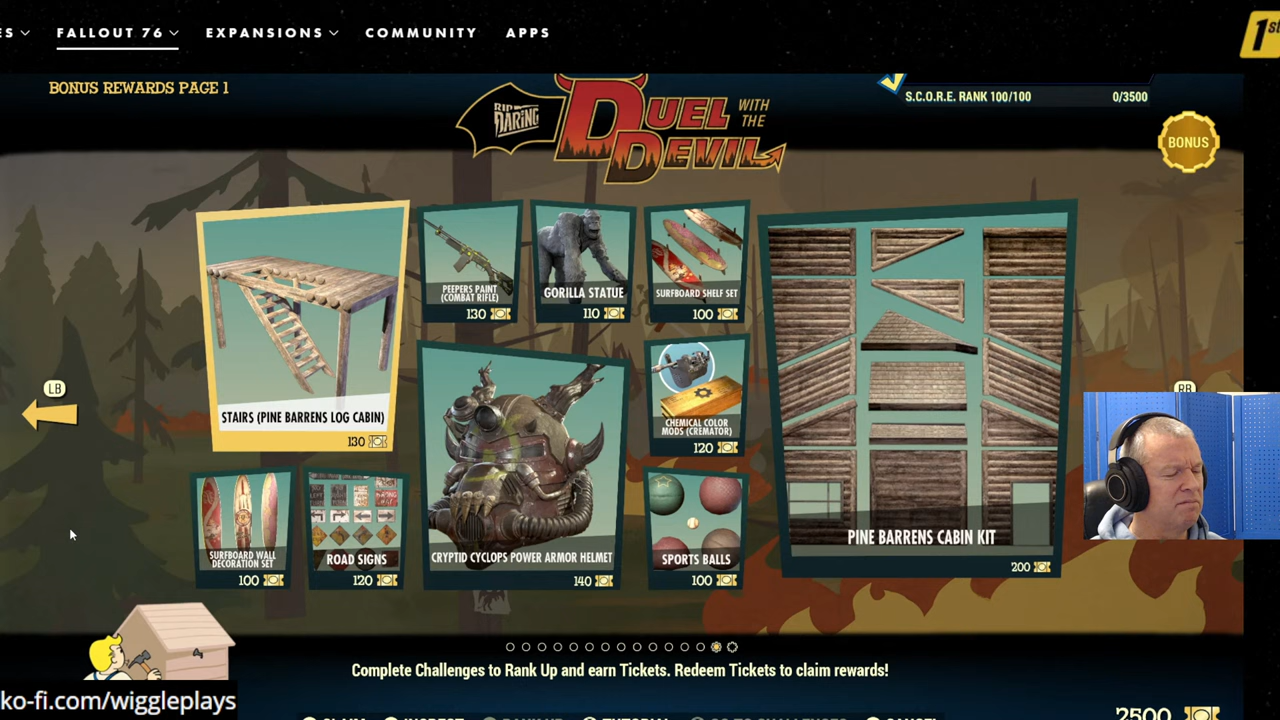 FALLOUT 76
EXPANSIONS
COMMUNITY
APPS
1st
BONUS REWARDS PAGE 1
RIP DARING
DUEL WITH THE DEVIL
S.C.O.R.E. RANK 100/100
0/3500
BONUS
LB
RB
STAIRS (PINE BARRENS LOG CABIN)
130
PEEPERS PAINT
(COMBAT RIFLE)
130
GORILLA STATUE
110
SURFBOARD SHELF SET
100
CHEMICAL COLOR
MODS (CREMATOR)
120
PINE BARRENS CABIN KIT
200
SURFBOARD WALL
DECORATION SET
100
ROAD SIGNS
120
CRYPTID CYCLOPS POWER ARMOR HELMET
140
SPORTS BALLS
100
Complete Challenges to Rank Up and earn Tickets. Redeem Tickets to claim rewards!
ko-fi.com/wiggleplays
2500